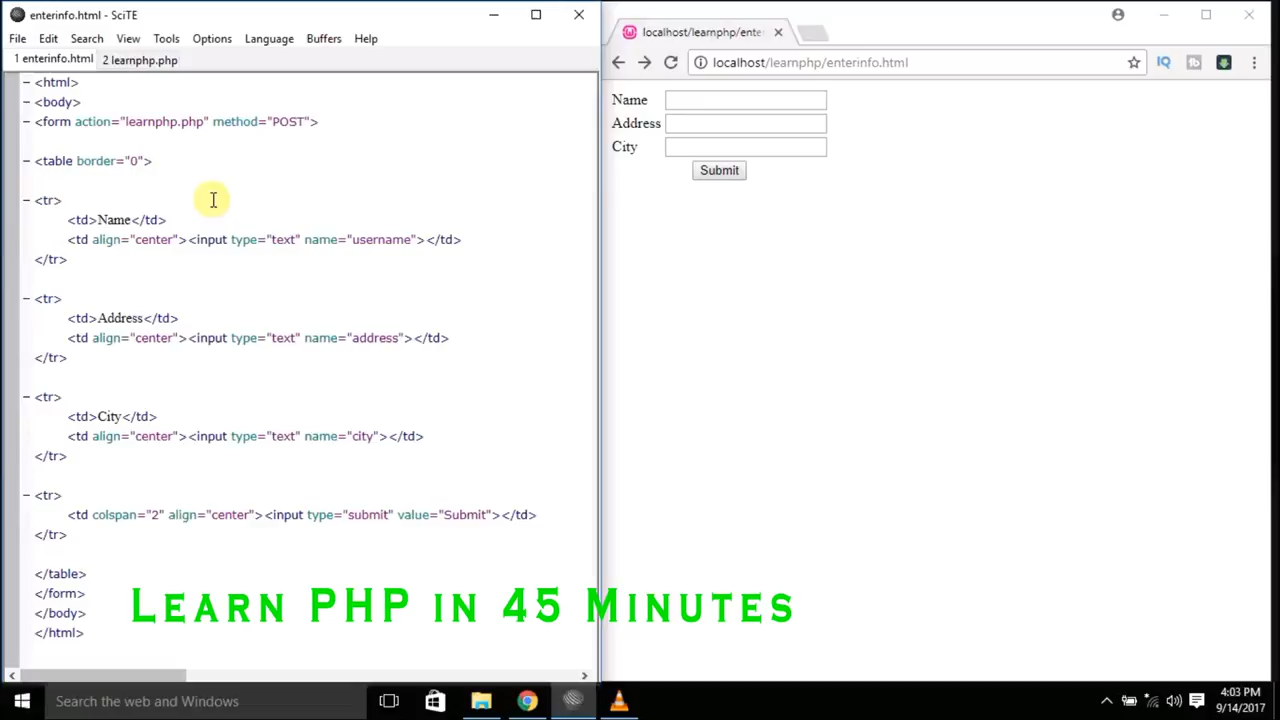 enterinfo.html - SciTE
File Edit Search View Tools Options Language Buffers Help
1 enterinfo.html 2 learnphp.php
<html>
<body>
<form action="learnphp.php" method="POST">
<table border="0">
<tr>
<td>Name</td>
<td align="center"><input type="text" name="username"></td>
</tr>
<tr>
<td>Address</td>
<td align="center"><input type="text" name="address"></td>
</tr>
<tr>
<td>City</td>
<td align="center"><input type="text" name="city"></td>
</tr>
<tr>
<td colspan="2" align="center"><input type="submit" value="Submit"></td>
</tr>
</table>
</form>
</body>
</html>
localhost/learnphp/ente
localhost/learnphp/enterinfo.html
IQ
Name
Address
City
Submit
Learn PHP in 45 Minutes
Search the web and Windows
4:03 PM
9/14/2017